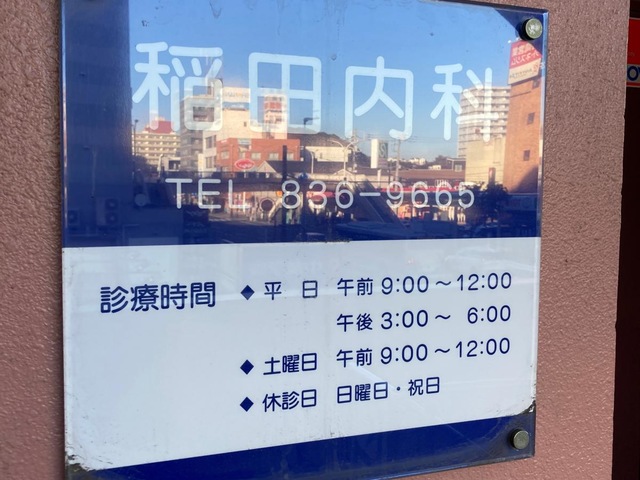 稲田内科
TEL 836-9665
診療時間 ◆平 日 午前 9:00～12:00
午後 3:00～ 6:00
◆土曜日 午前 9:00～12:00
◆休診日 日曜日・祝日